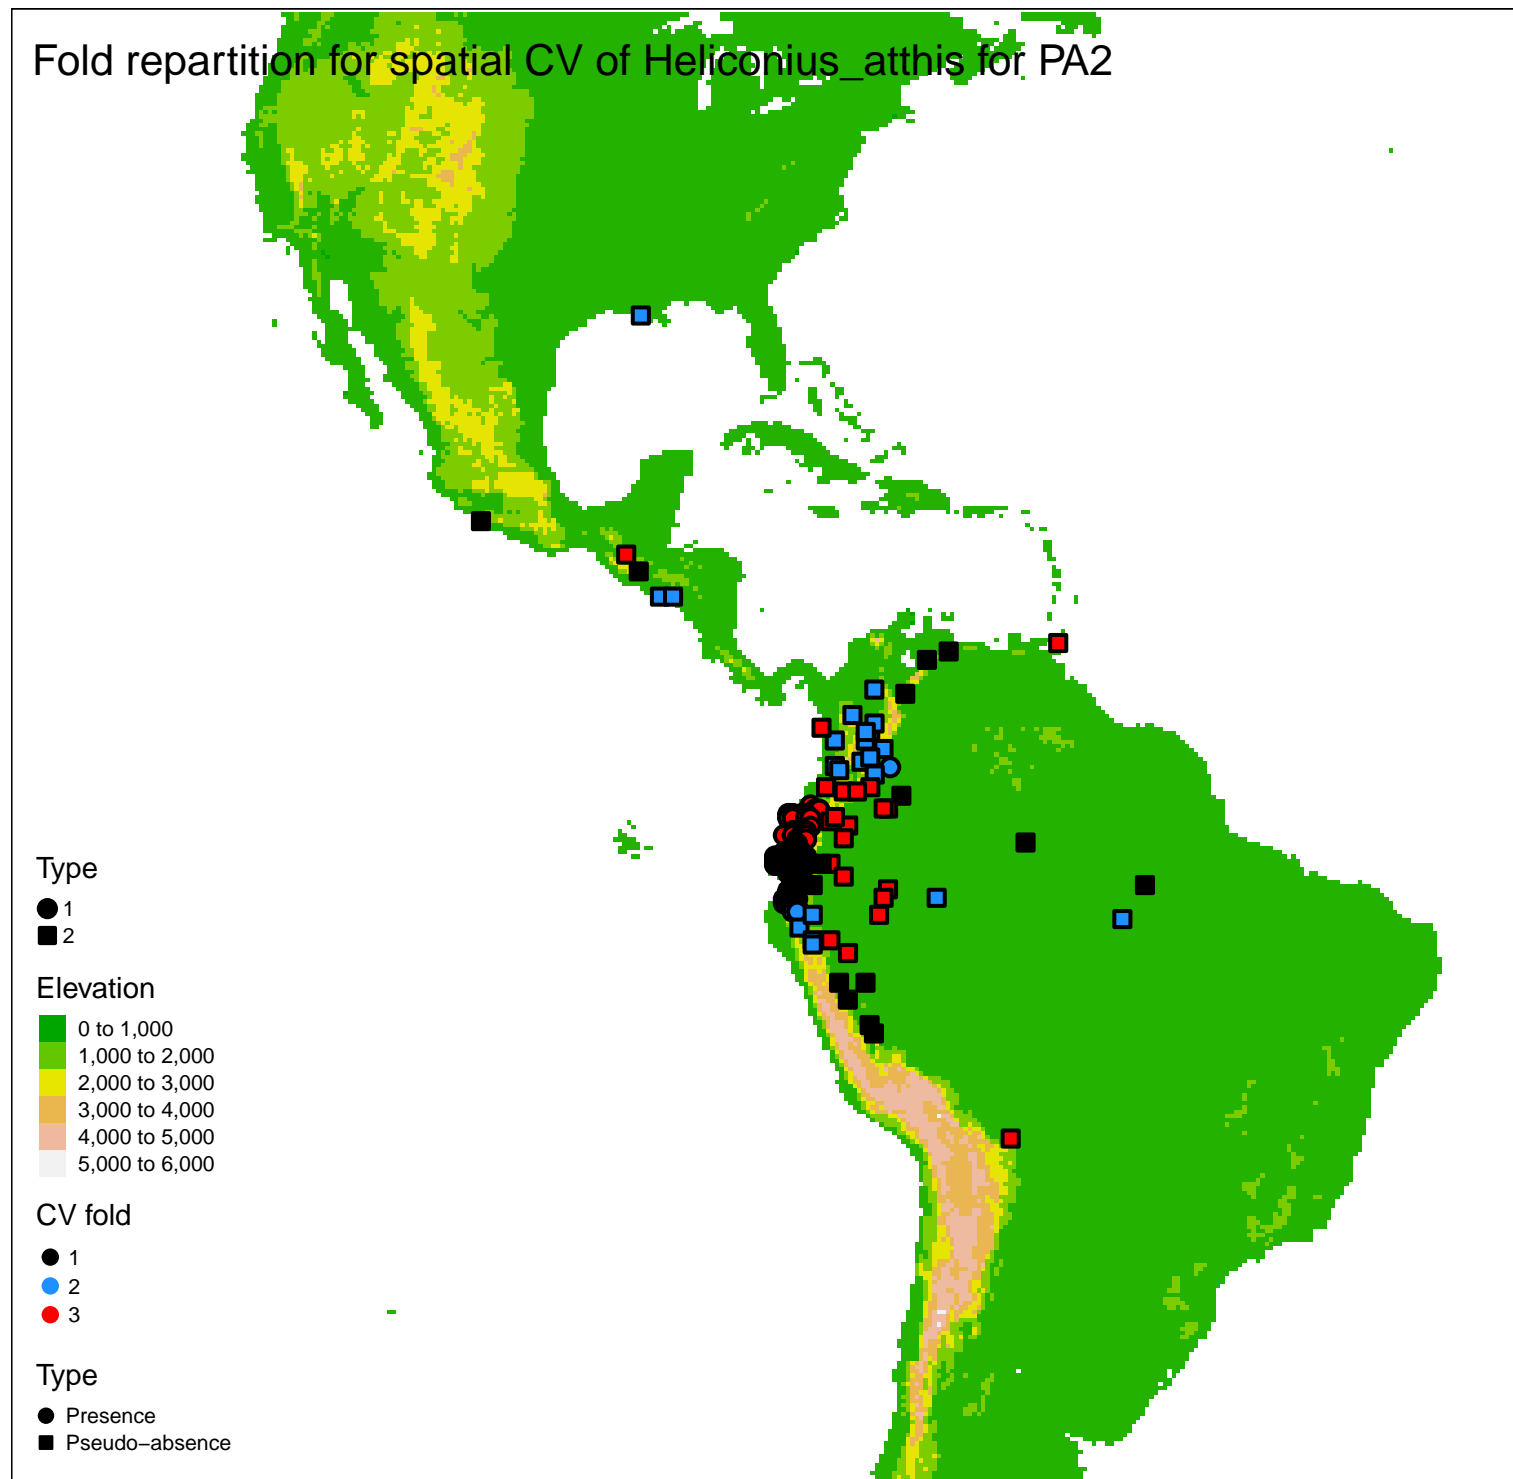 Fold repartition for spatial CV of Heliconius_atthis for PA2
Type
1
2
Elevation
0 to 1,000
1,000 to 2,000
2,000 to 3,000
3,000 to 4,000
4,000 to 5,000
5,000 to 6,000
CV fold
1
2
3
Type
Presence
Pseudo−absence